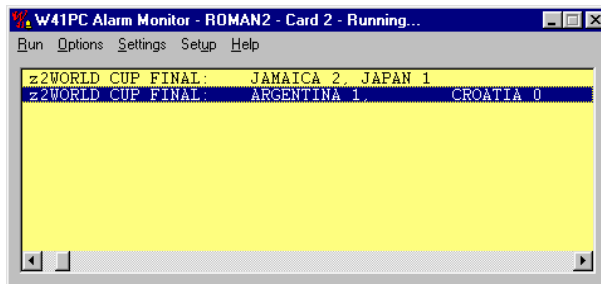 W41PC Alarm Monitor - ROMAN2 - Card 2 - Running...
Run Options Settings Setup Help
z2WORLD CUP FINAL: JAMAICA 2, JAPAN 1
z2WORLD CUP FINAL: ARGENTINA 1, CROATIA 0